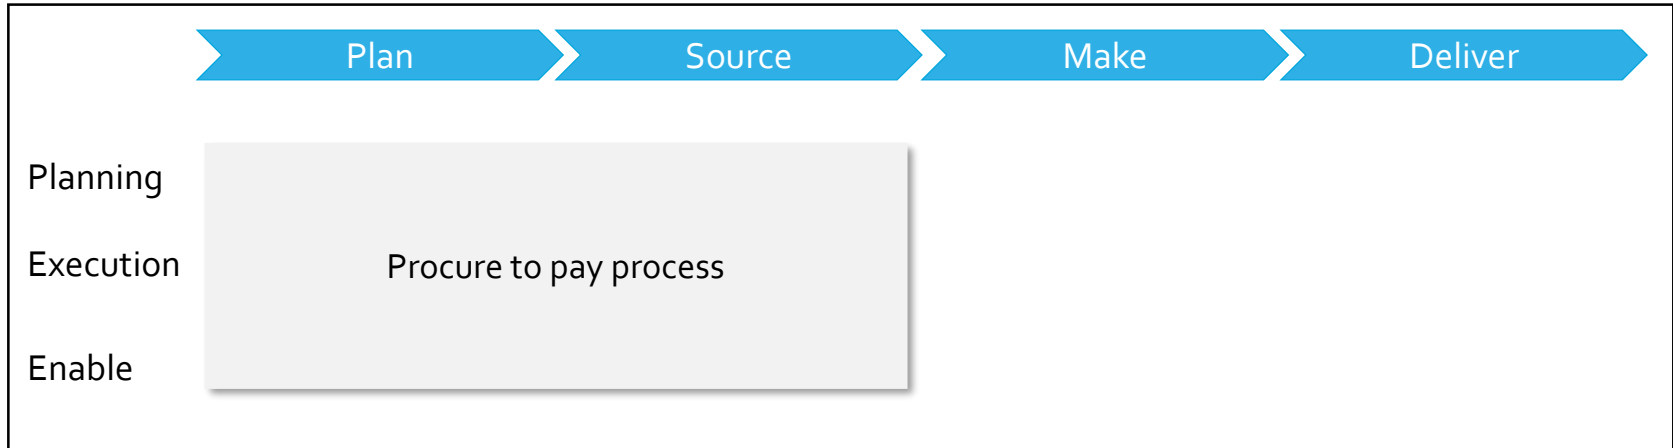 Plan
Source
Make
Deliver
Planning
Execution
Procure to pay process
Enable